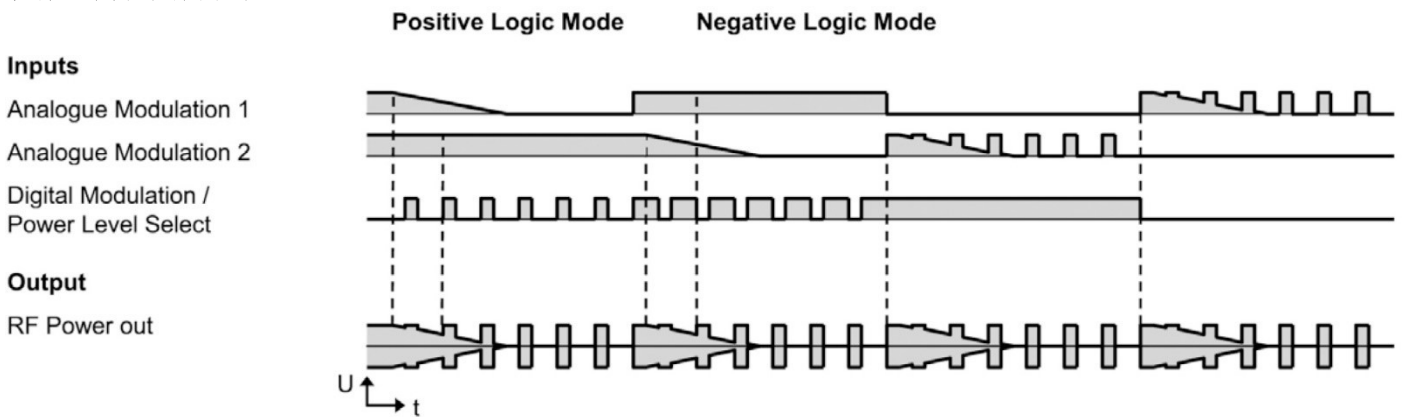 Positive Logic Mode
Negative Logic Mode
Inputs
Analogue Modulation 1
Analogue Modulation 2
Digital Modulation /
Power Level Select
Output
RF Power out
U
t